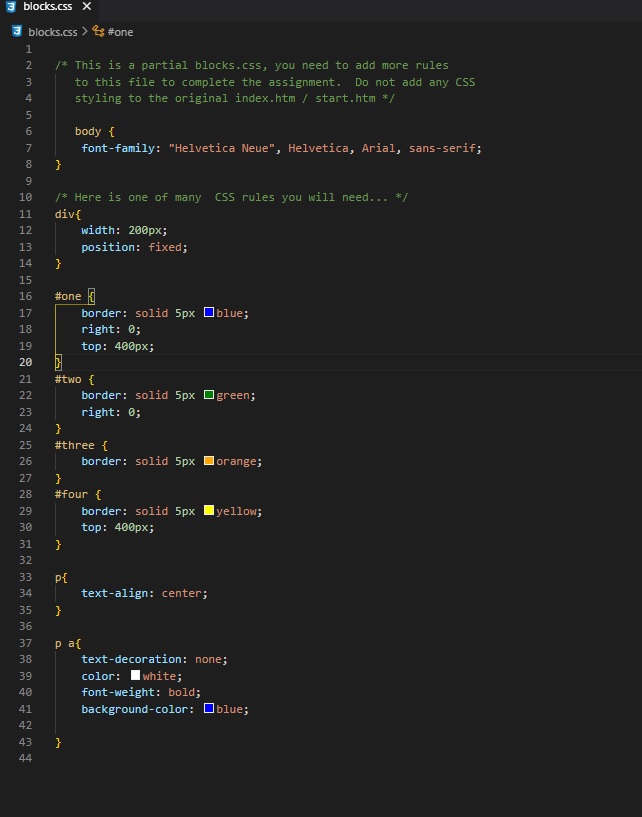 blocks.css ×
blocks.css > #one
1
2 /* This is a partial blocks.css, you need to add more rules
3 to this file to complete the assignment.  Do not add any CSS
4 styling to the original index.htm / start.htm */
5
6 body {
7 font-family: "Helvetica Neue", Helvetica, Arial, sans-serif;
8 }
9
10 /* Here is one of many  CSS rules you will need... */
11 div{
12 width: 200px;
13 position: fixed;
14 }
15
16 #one {
17 border: solid 5px blue;
18 right: 0;
19 top: 400px;
20 }
21 #two {
22 border: solid 5px green;
23 right: 0;
24 }
25 #three {
26 border: solid 5px orange;
27 }
28 #four {
29 border: solid 5px yellow;
30 top: 400px;
31 }
32
33 p{
34 text-align: center;
35 }
36
37 p a{
38 text-decoration: none;
39 color: white;
40 font-weight: bold;
41 background-color: blue;
42
43 }
44